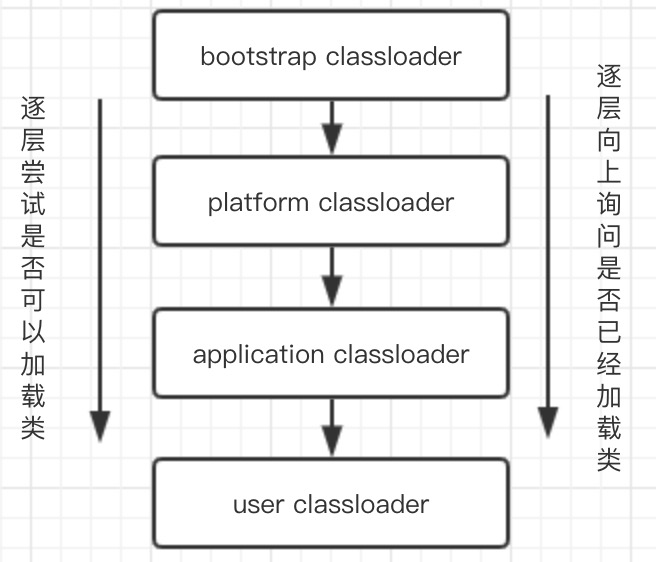 bootstrap classloader
platform classloader
application classloader
user classloader
逐层尝试是否可以加载类
逐层向上询问是否已经加载类